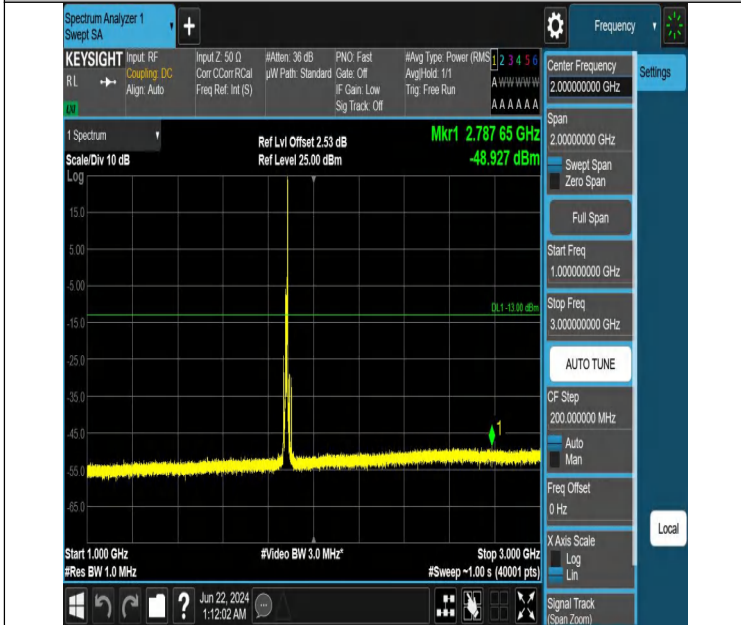 Spectrum Analyzer 1
Swept SA
+
Frequency
KEYSIGHT
RL
Input: RF
Coupling: DC
Align: Auto
Input Z: 50 Ω
Corr CCorr RCal
Freq Ref: Int (S)
#Atten: 36 dB
µW Path: Standard
PNO: Fast
Gate: Off
IF Gain: Low
Sig Track: Off
#Avg Type: Power (RMS
Avg|Hold: 1/1
Trig: Free Run
1 2 3 4 5 6
A W W W W W
A A A A A A
1 Spectrum
Scale/Div 10 dB
Ref Lvl Offset 2.53 dB
Ref Level 25.00 dBm
Mkr1 2.787 65 GHz
-48.927 dBm
Log
15.0
5.00
-5.00
DL1 -13.00 dBm
-15.0
-25.0
-35.0
-45.0
1
-55.0
-65.0
Start 1.000 GHz
#Res BW 1.0 MHz
#Video BW 3.0 MHz*
Stop 3.000 GHz
#Sweep ~1.00 s (40001 pts)
?
Jun 22, 2024
1:12:02 AM
Center Frequency
2.000000000 GHz
Settings
Span
2.00000000 GHz
Swept Span
Zero Span
Full Span
Start Freq
1.000000000 GHz
Stop Freq
3.000000000 GHz
AUTO TUNE
CF Step
200.000000 MHz
Auto
Man
Freq Offset
0 Hz
X Axis Scale
Log
Lin
Local
Signal Track
(Span Zoom)